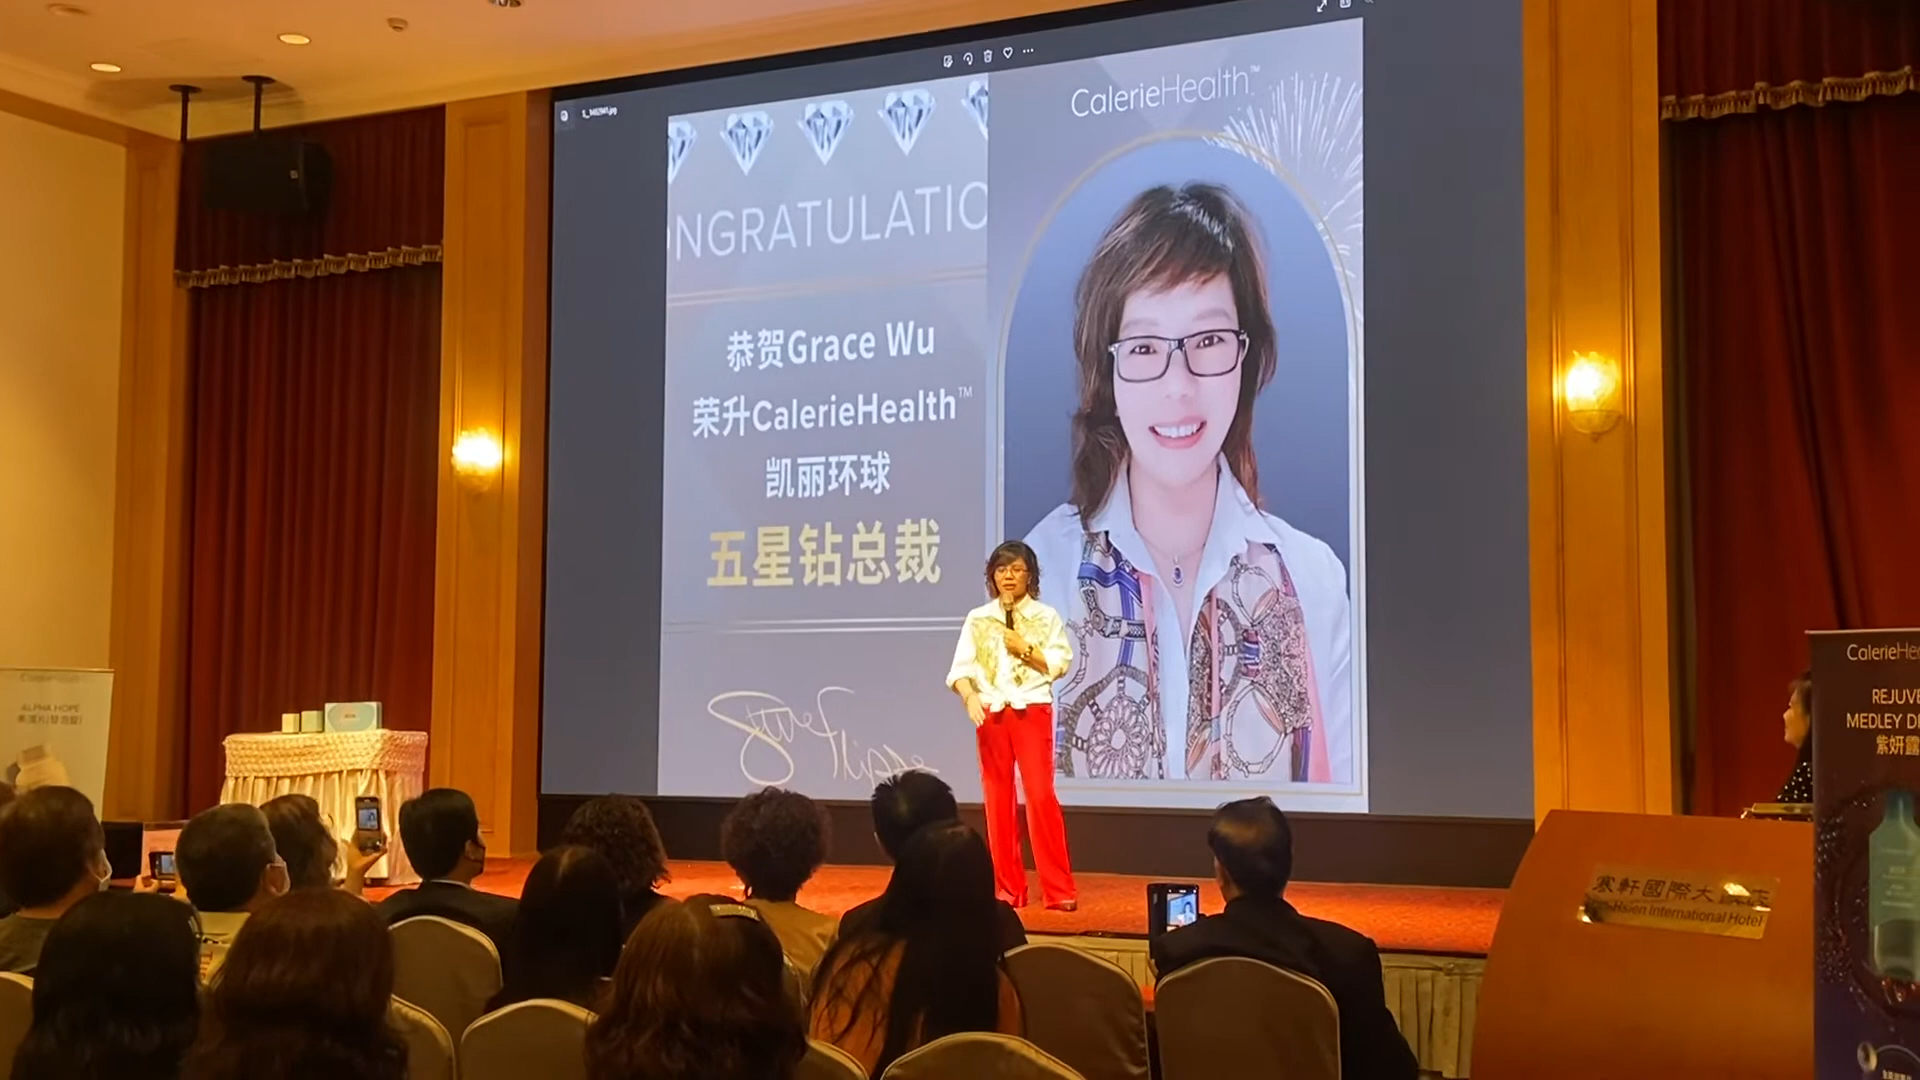 CalerieHealth™
ONGRATULATIO
恭贺Grace Wu
荣升CalerieHealth™
凯丽环球
五星钻总裁
ALPHA HOPE
寒軒國際大飯店
Hsien International Hotel
CalerieHea
REJUVE
MEDLEY D
紫妍露